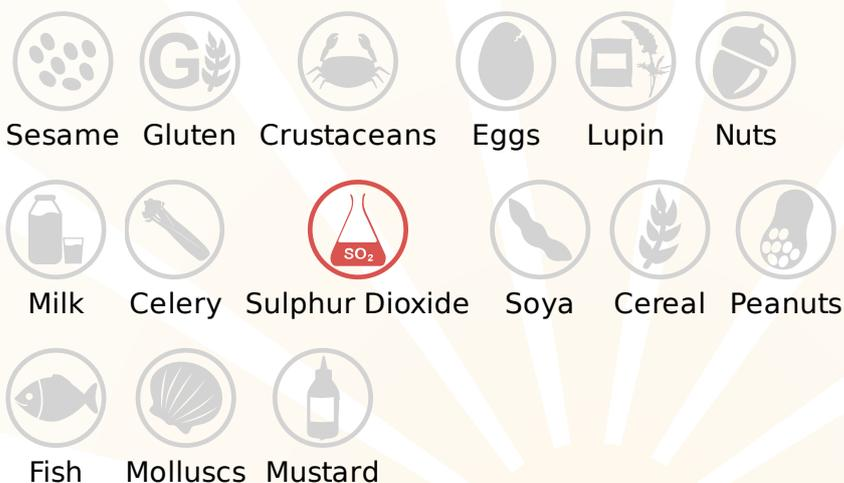 G
Sesame Gluten Crustaceans Eggs Lupin Nuts
SO₂
Milk Celery Sulphur Dioxide Soya Cereal Peanuts
Fish Molluscs Mustard